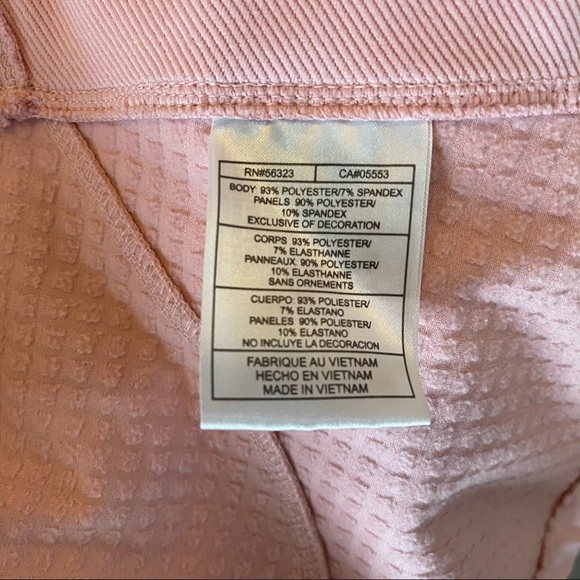 RN#56323 CA#05553
BODY 93% POLYESTER/7% SPANDEX
PANELS 90% POLYESTER/
10% SPANDEX
EXCLUSIVE OF DECORATION
CORPS 93% POLYESTER/
7% ELASTHANNE
PANNEAUX 90% POLYESTER/
10% ELASTHANNE
SANS ORNEMENTS
CUERPO: 93% POLIESTER/
7% ELASTANO
PANELES 90% POLIESTER/
10% ELASTANO
NO INCLUYE LA DECORACION
FABRIQUE AU VIETNAM
HECHO EN VIETNAM
MADE IN VIETNAM